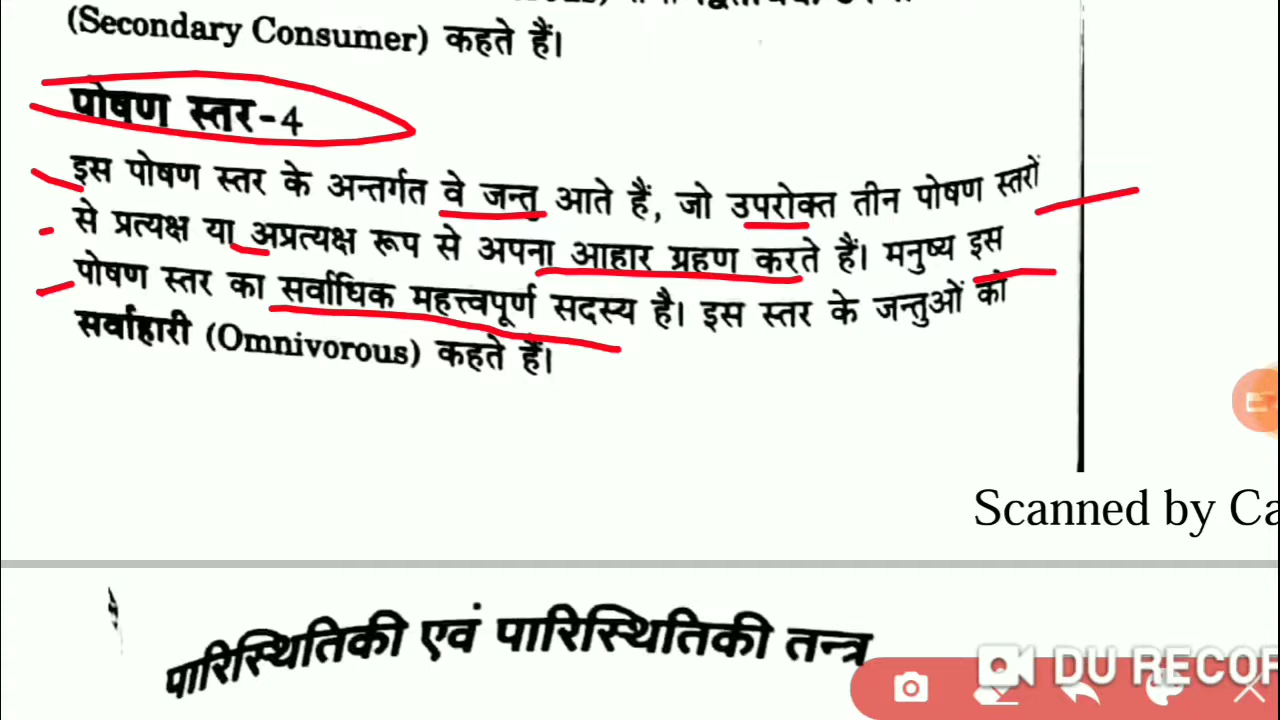 (Secondary Consumer) कहते हैं।
पोषण स्तर-4
इस पोषण स्तर के अन्तर्गत वे जन्तु आते हैं, जो उपरोक्त तीन पोषण स्तरों
से प्रत्यक्ष या अप्रत्यक्ष रूप से अपना आहार ग्रहण करते हैं। मनुष्य इस
पोषण स्तर का सर्वाधिक महत्त्वपूर्ण सदस्य है। इस स्तर के जन्तुओं को
सर्वाहारी (Omnivorous) कहते हैं।
Scanned by Ca
पारिस्थितिकी एवं पारिस्थितिकी तन्त्र
DU RECOR